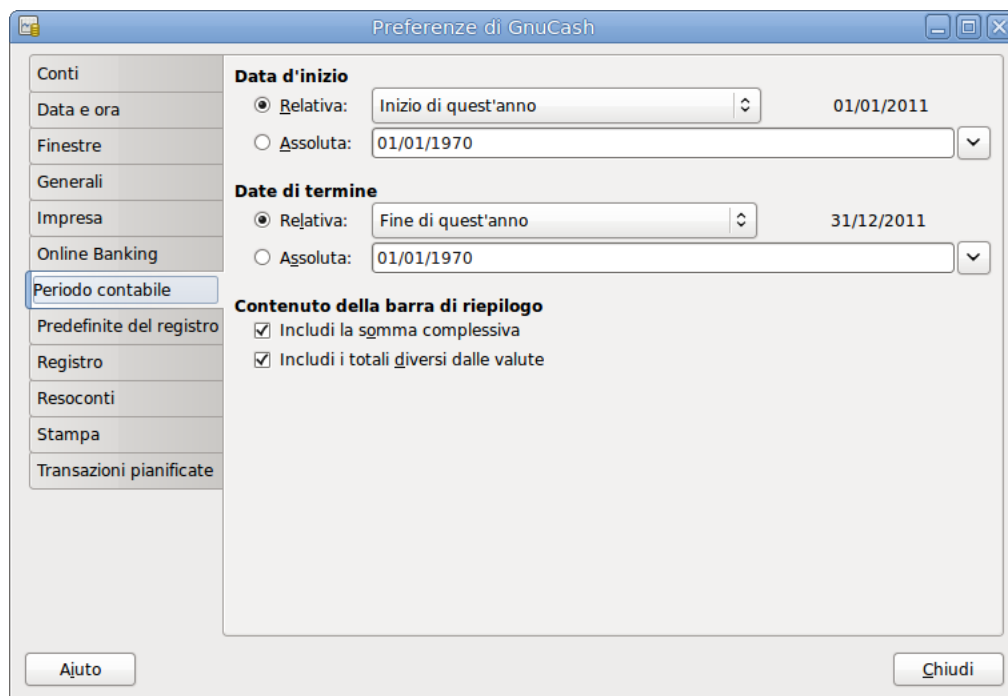 Preferenze di GnuCash
Conti
Data e ora
Finestre
Generali
Impresa
Online Banking
Periodo contabile
Predefinite del registro
Registro
Resoconti
Stampa
Transazioni pianificate
Data d'inizio
Relativa: Inizio di quest'anno 01/01/2011
Assoluta: 01/01/1970
Date di termine
Relativa: Fine di quest'anno 31/12/2011
Assoluta: 01/01/1970
Contenuto della barra di riepilogo
Includi la somma complessiva
Includi i totali diversi dalle valute
Aiuto Chiudi